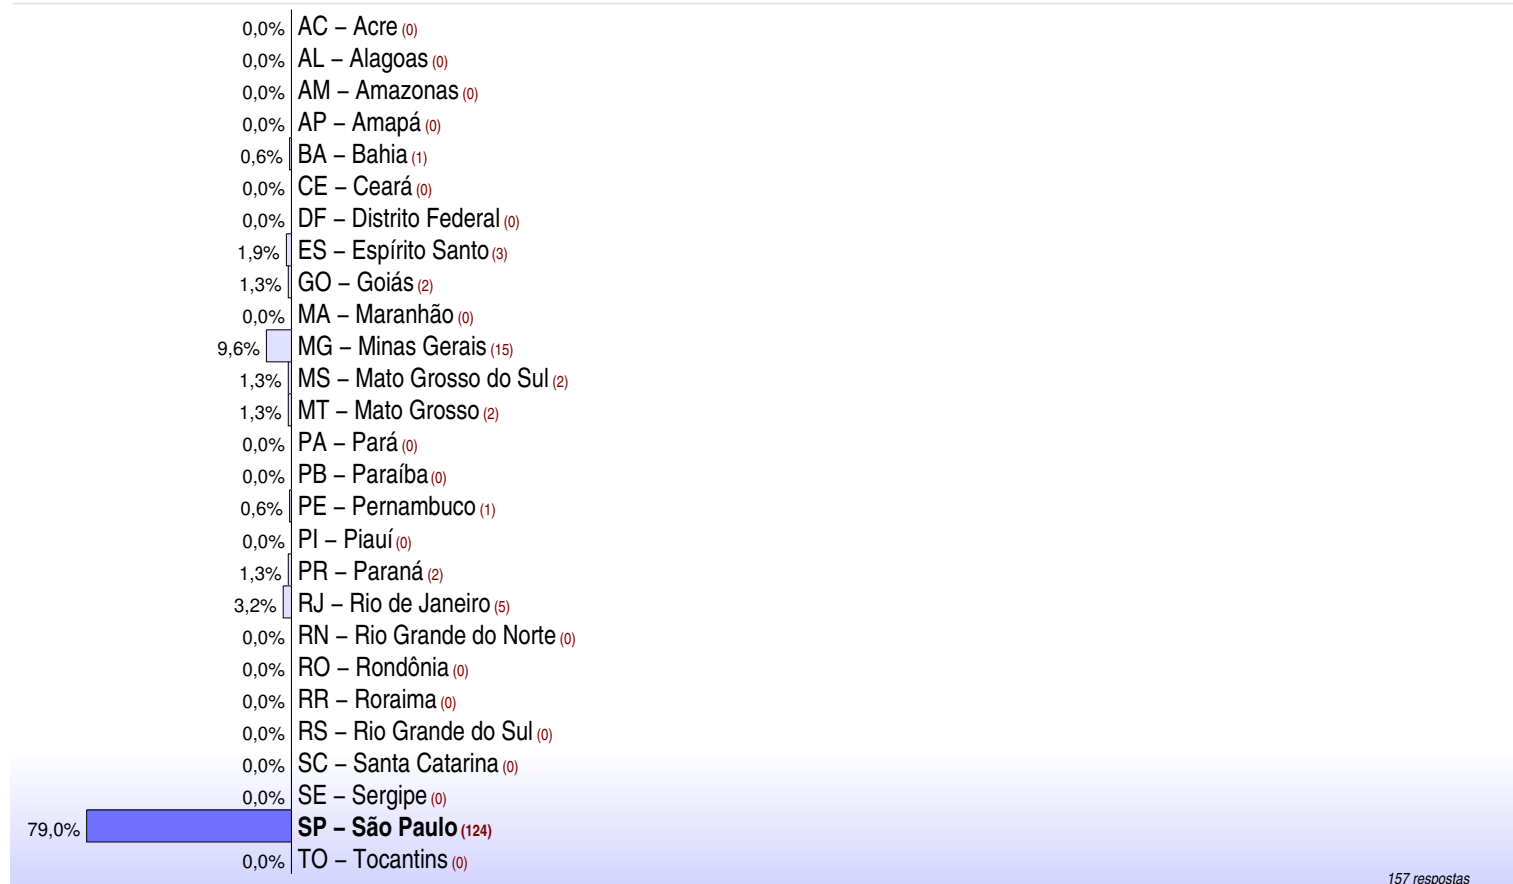 0,0% AC – Acre (0)
0,0% AL – Alagoas (0)
0,0% AM – Amazonas (0)
0,0% AP – Amapá (0)
0,6% BA – Bahia (1)
0,0% CE – Ceará (0)
0,0% DF – Distrito Federal (0)
1,9% ES – Espírito Santo (3)
1,3% GO – Goiás (2)
0,0% MA – Maranhão (0)
9,6% MG – Minas Gerais (15)
1,3% MS – Mato Grosso do Sul (2)
1,3% MT – Mato Grosso (2)
0,0% PA – Pará (0)
0,0% PB – Paraíba (0)
0,6% PE – Pernambuco (1)
0,0% PI – Piauí (0)
1,3% PR – Paraná (2)
3,2% RJ – Rio de Janeiro (5)
0,0% RN – Rio Grande do Norte (0)
0,0% RO – Rondônia (0)
0,0% RR – Roraima (0)
0,0% RS – Rio Grande do Sul (0)
0,0% SC – Santa Catarina (0)
0,0% SE – Sergipe (0)
79,0% SP – São Paulo (124)
0,0% TO – Tocantins (0)
157 respostas